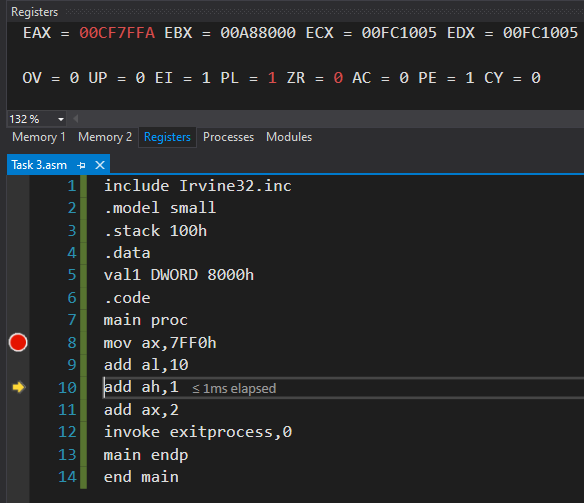 Registers
EAX = 00CF7FFA EBX = 00A88000 ECX = 00FC1005 EDX = 00FC1005
OV = 0 UP = 0 EI = 1 PL = 1 ZR = 0 AC = 0 PE = 1 CY = 0
132 %
Memory 1 Memory 2 Registers Processes Modules
Task 3.asm
1 include Irvine32.inc
2 .model small
3 .stack 100h
4 .data
5 val1 DWORD 8000h
6 .code
7 main proc
8 mov ax,7FF0h
9 add al,10
10 add ah,1 ≤ 1ms elapsed
11 add ax,2
12 invoke exitprocess,0
13 main endp
14 end main